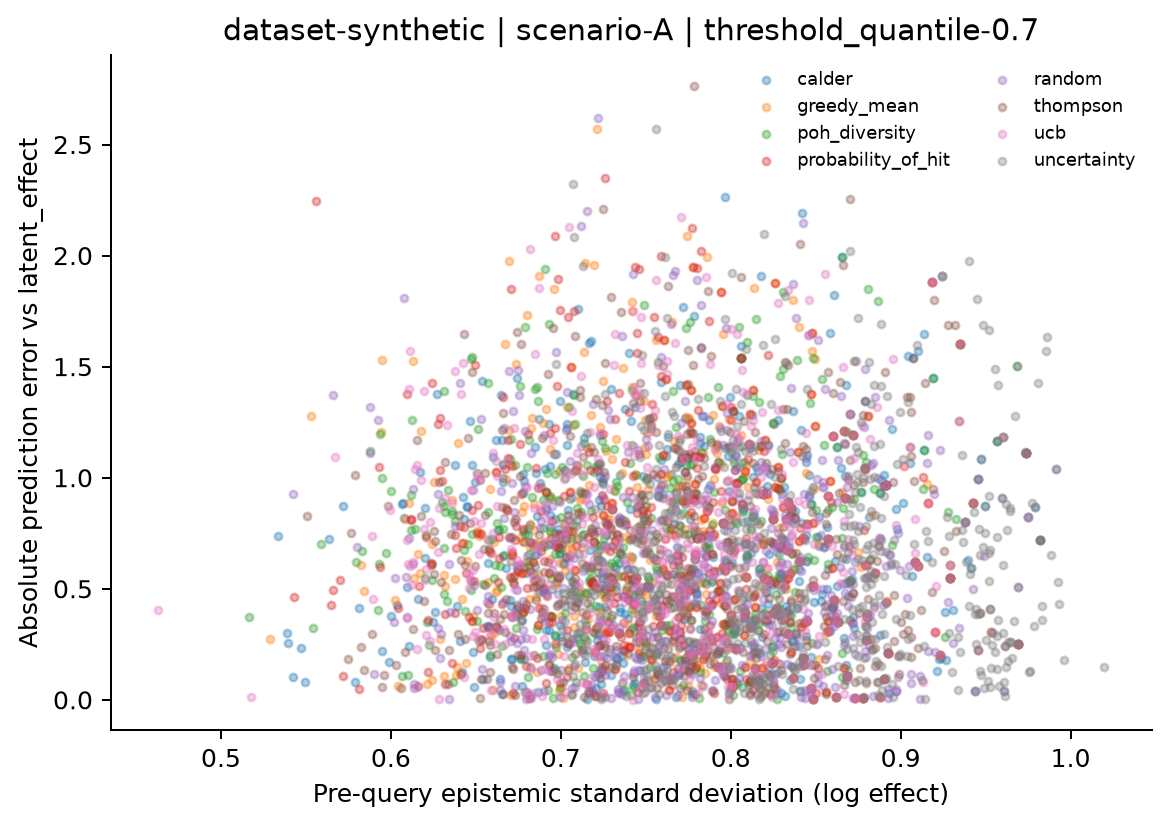 dataset-synthetic | scenario-A | threshold_quantile-0.7
calder
greedy_mean
poh_diversity
probability_of_hit
random
thompson
ucb
uncertainty
Absolute prediction error vs latent_effect
2.5
2.0
1.5
1.0
0.5
0.0
0.5 0.6 0.7 0.8 0.9 1.0
Pre-query epistemic standard deviation (log effect)